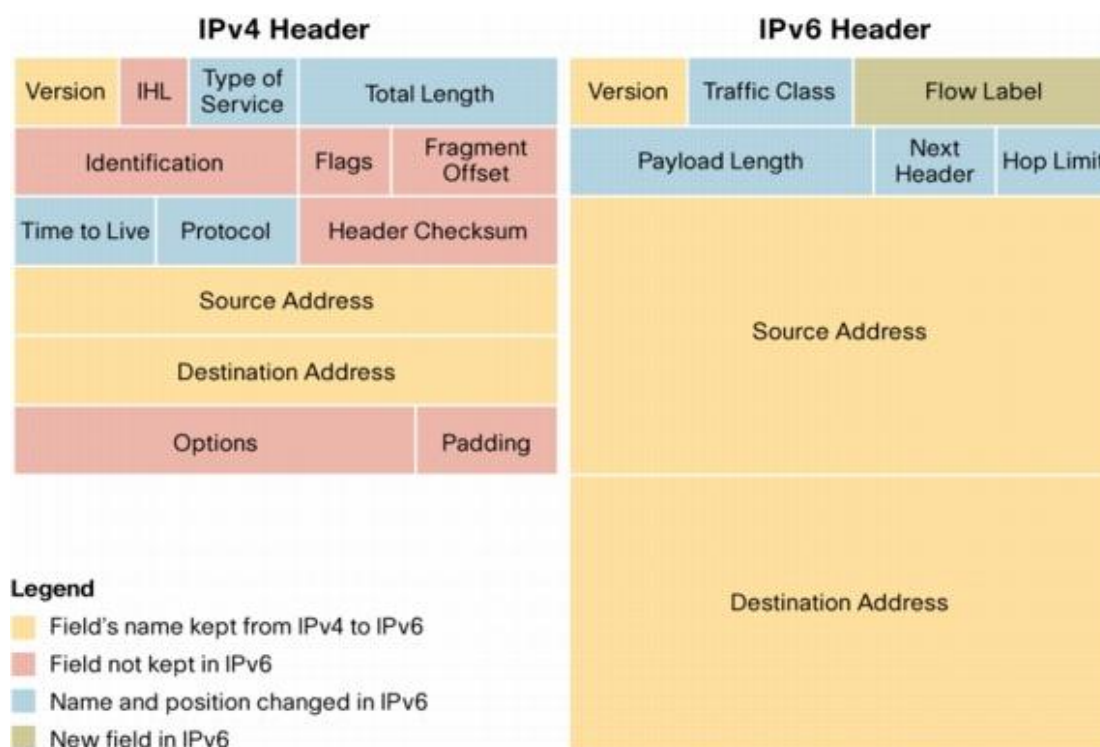 IPv4 Header
IPv6 Header
Version
IHL
Type of
Service
Total Length
Version
Traffic Class
Flow Label
Identification
Flags
Fragment
Offset
Payload Length
Next
Header
Hop Limit
Time to Live
Protocol
Header Checksum
Source Address
Source Address
Destination Address
Options
Padding
Destination Address
Legend
Field's name kept from IPv4 to IPv6
Field not kept in IPv6
Name and position changed in IPv6
New field in IPv6